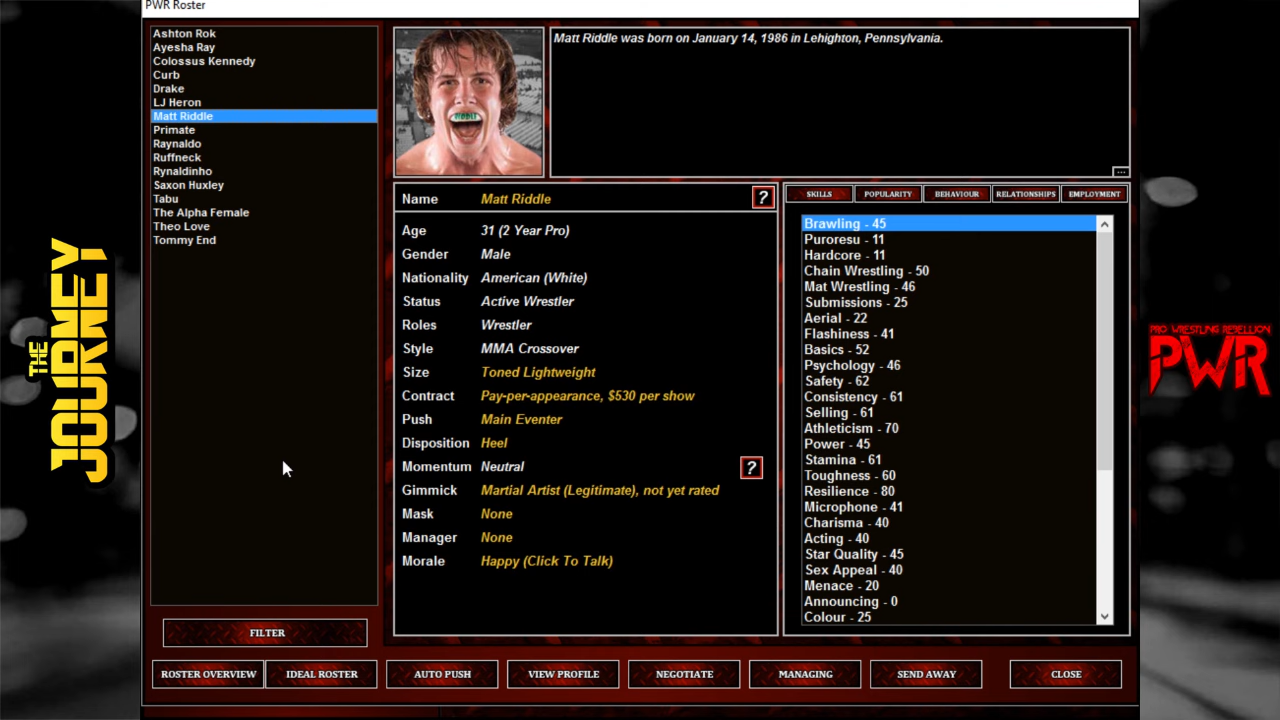 PWR Roster
Ashton Rok
Ayesha Ray
Colossus Kennedy
Curb
Drake
LJ Heron
Matt Riddle
Primate
Raynaldo
Ruffneck
Rynaldinho
Saxon Huxley
Tabu
The Alpha Female
Theo Love
Tommy End
FILTER
RIDDLE
Matt Riddle was born on January 14, 1986 in Lehighton, Pennsylvania.
...
Name Matt Riddle ?
Age 31 (2 Year Pro)
Gender Male
Nationality American (White)
Status Active Wrestler
Roles Wrestler
Style MMA Crossover
Size Toned Lightweight
Contract Pay-per-appearance, $530 per show
Push Main Eventer
Disposition Heel
Momentum Neutral ?
Gimmick Martial Artist (Legitimate), not yet rated
Mask None
Manager None
Morale Happy (Click To Talk)
SKILLS POPULARITY BEHAVIOUR RELATIONSHIPS EMPLOYMENT
Brawling - 45
Puroresu - 11
Hardcore - 11
Chain Wrestling - 50
Mat Wrestling - 46
Submissions - 25
Aerial - 22
Flashiness - 41
Basics - 52
Psychology - 46
Safety - 62
Consistency - 61
Selling - 61
Athleticism - 70
Power - 45
Stamina - 61
Toughness - 60
Resilience - 80
Microphone - 41
Charisma - 40
Acting - 40
Star Quality - 45
Sex Appeal - 40
Menace - 20
Announcing - 0
Colour - 25
ROSTER OVERVIEW IDEAL ROSTER AUTO PUSH VIEW PROFILE NEGOTIATE MANAGING SEND AWAY CLOSE
THE
JOURNEY
PRO WRESTLING REBELLION
PWR